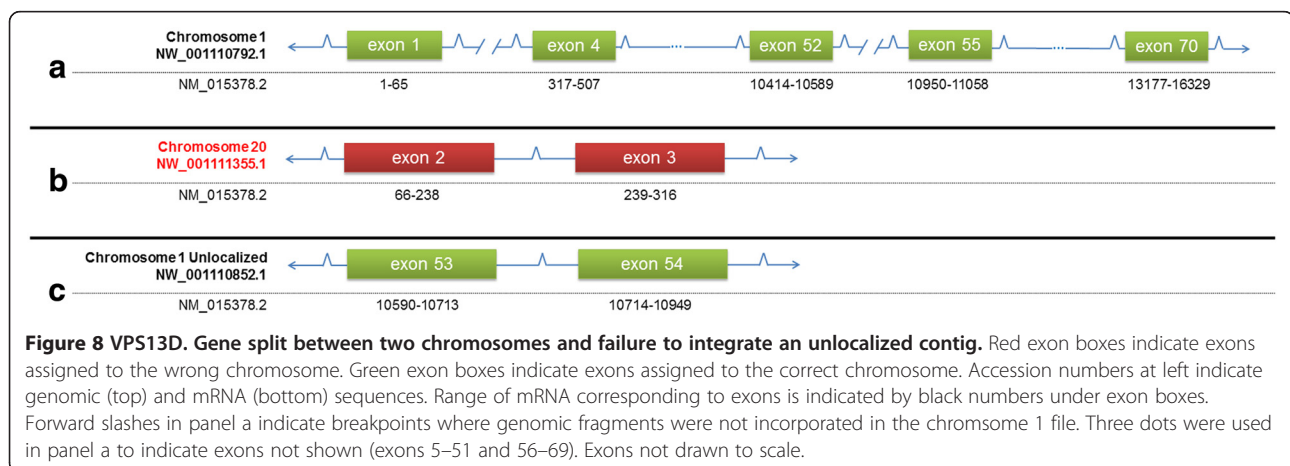 Chromosome 1
NW_001110792.1
exon 1 exon 4 ... exon 52 exon 55 ... exon 70
a
NM_015378.2 1-65 317-507 10414-10589 10950-11058 13177-16329
Chromosome 20
NW_001111355.1
exon 2 exon 3
b
NM_015378.2 66-238 239-316
Chromosome 1 Unlocalized
NW_001110852.1
exon 53 exon 54
c
NM_015378.2 10590-10713 10714-10949
Figure 8 VPS13D. Gene split between two chromosomes and failure to integrate an unlocalized contig. Red exon boxes indicate exons
assigned to the wrong chromosome. Green exon boxes indicate exons assigned to the correct chromosome. Accession numbers at left indicate
genomic (top) and mRNA (bottom) sequences. Range of mRNA corresponding to exons is indicated by black numbers under exon boxes.
Forward slashes in panel a indicate breakpoints where genomic fragments were not incorporated in the chromsome 1 file. Three dots were used
in panel a to indicate exons not shown (exons 5–51 and 56–69). Exons not drawn to scale.